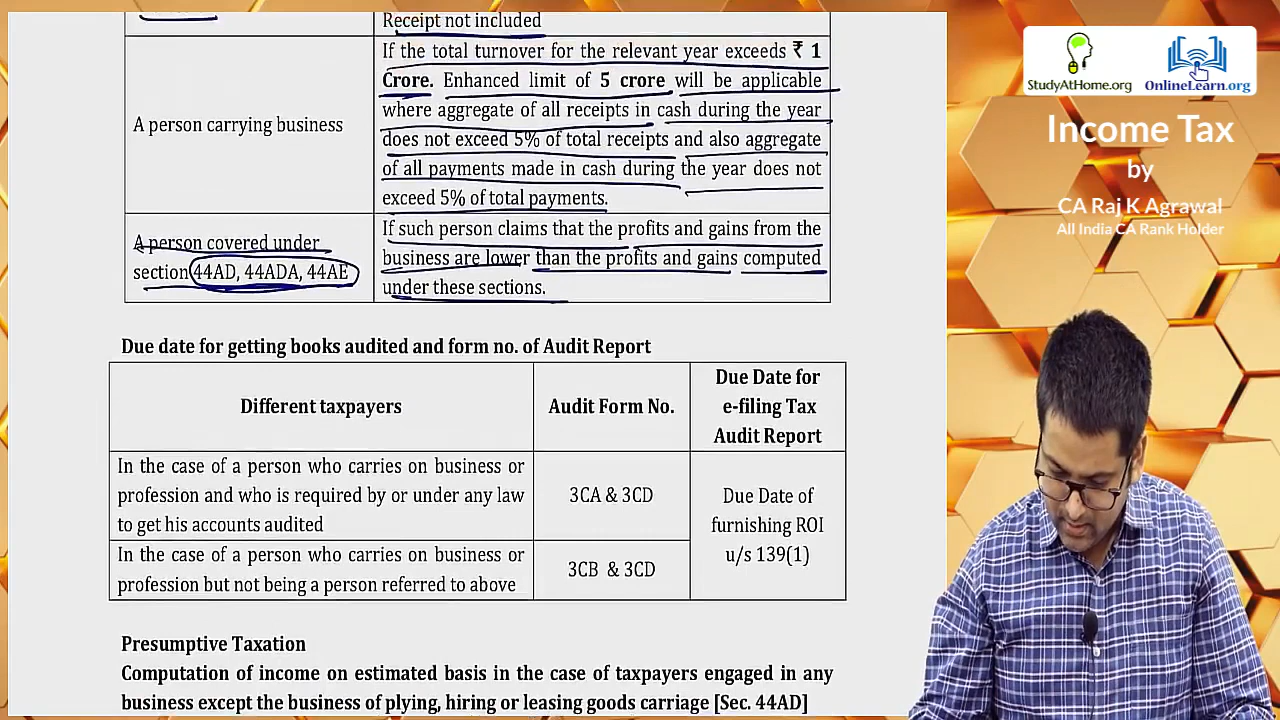 Receipt not included
If the total turnover for the relevant year exceeds ₹ 1
Crore. Enhanced limit of 5 crore will be applicable
where aggregate of all receipts in cash during the year
A person carrying business
does not exceed 5% of total receipts and also aggregate
of all payments made in cash during the year does not
exceed 5% of total payments.
A person covered under
section 44AD, 44ADA, 44AE
If such person claims that the profits and gains from the
business are lower than the profits and gains computed
under these sections.
Due date for getting books audited and form no. of Audit Report
Different taxpayers
Audit Form No.
Due Date for
e-filing Tax
Audit Report
In the case of a person who carries on business or
profession and who is required by or under any law
to get his accounts audited
3CA & 3CD
Due Date of
furnishing ROI
u/s 139(1)
In the case of a person who carries on business or
profession but not being a person referred to above
3CB & 3CD
Presumptive Taxation
Computation of income on estimated basis in the case of taxpayers engaged in any
business except the business of plying, hiring or leasing goods carriage [Sec. 44AD]
StudyAtHome.org
OnlineLearn.org
Income Tax
by
CA Raj K Agrawal
All India CA Rank Holder